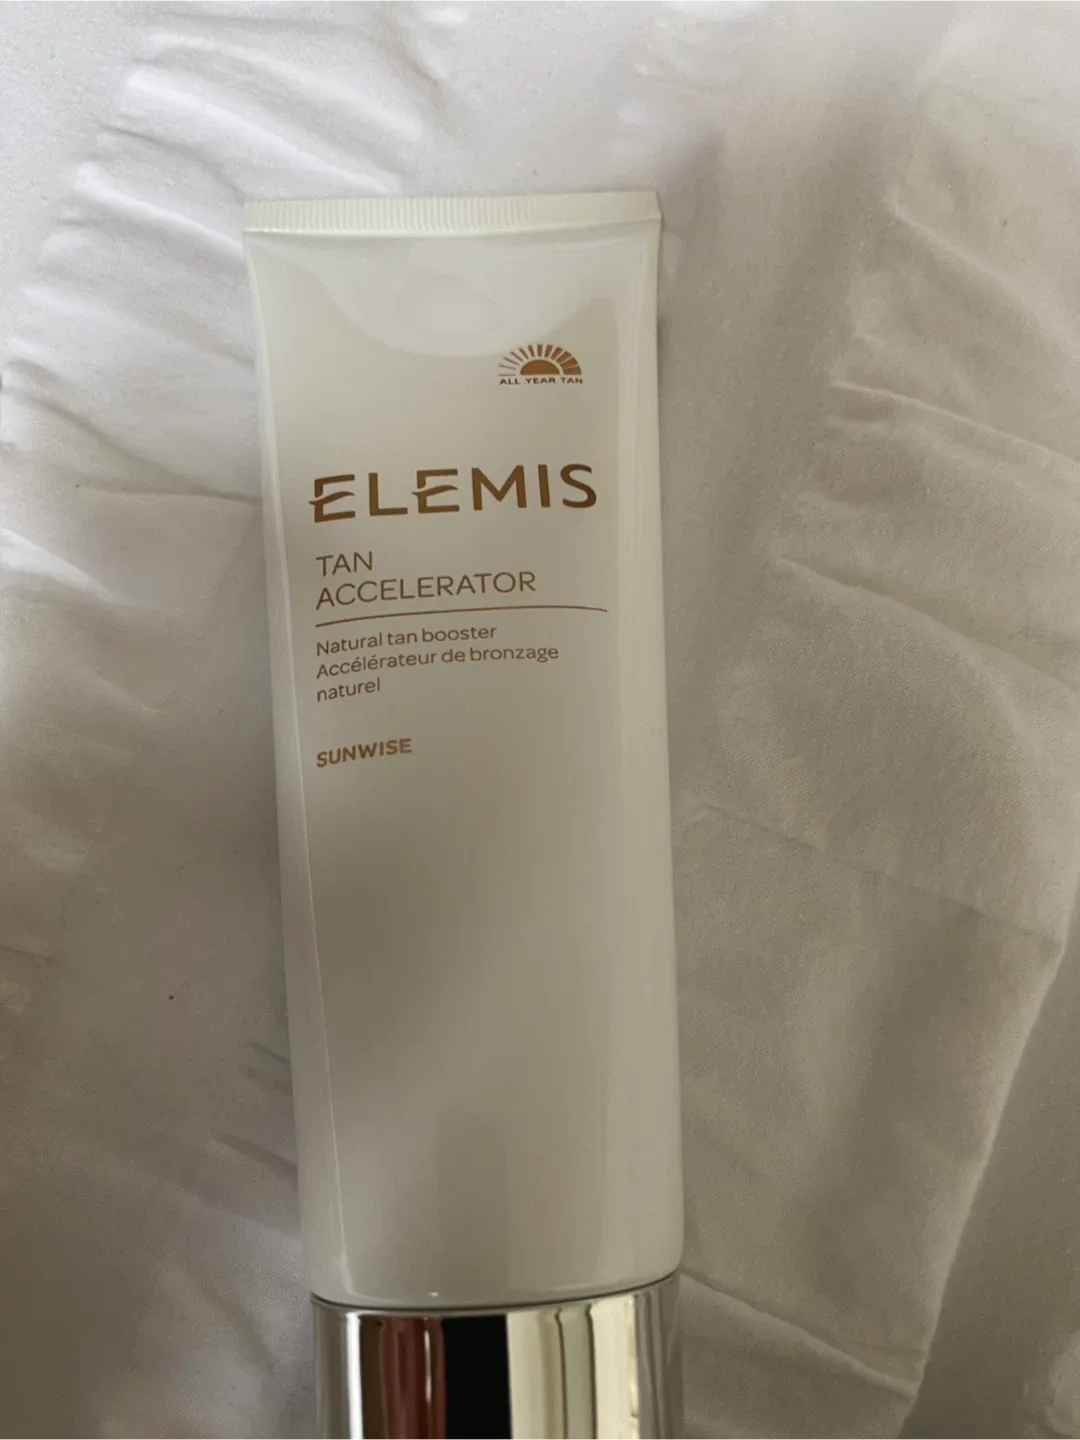 ALL YEAR TAN
ELEMIS
TAN
ACCELERATOR
Natural tan booster
Accélérateur de bronzage
naturel
SUNWISE